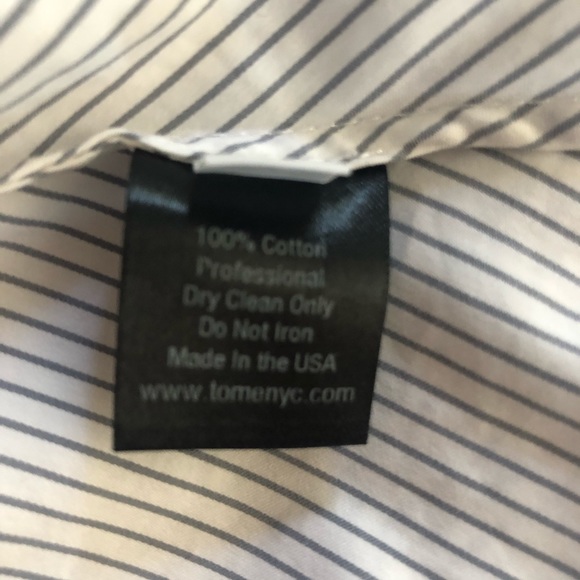 100% Cotton
Professional
Dry Clean Only
Do Not Iron
Made In the USA
www.tomenyc.com